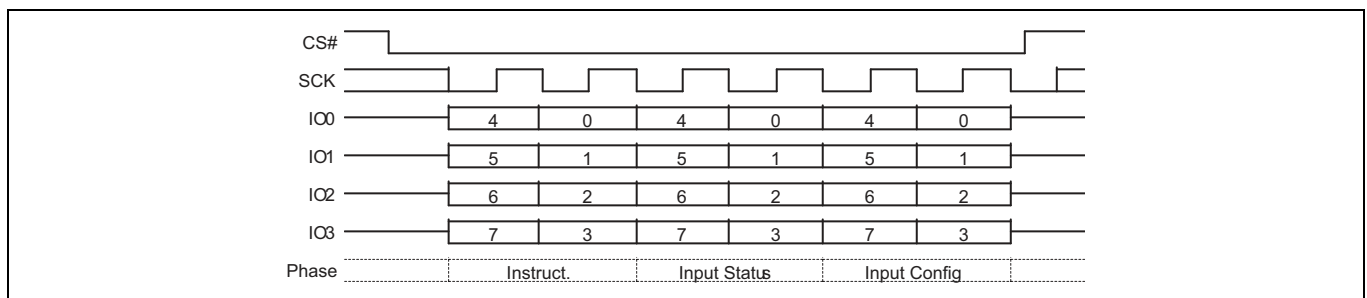 CS#
SCK
IO0 4 0 4 0 4 0
IO1 5 1 5 1 5 1
IO2 6 2 6 2 6 2
IO3 7 3 7 3 7 3
Phase Instruct. Input Status Input Config